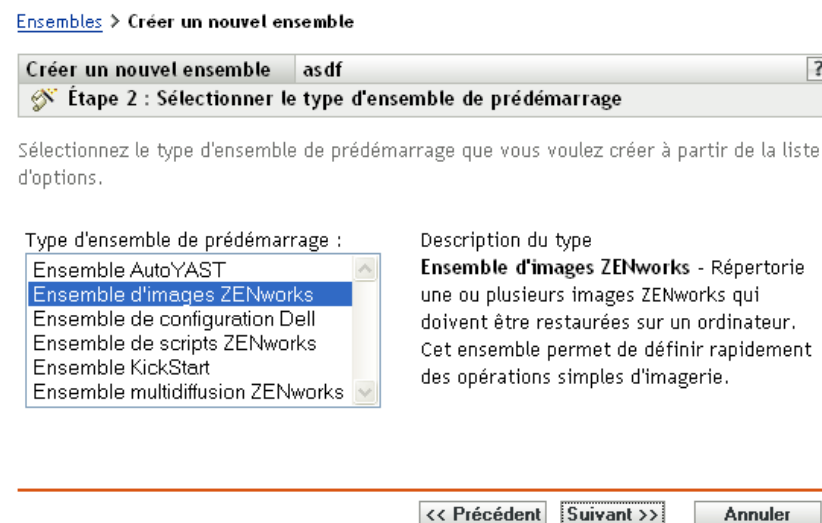 Ensembles > Créer un nouvel ensemble
Créer un nouvel ensemble asdf ?
Étape 2 : Sélectionner le type d'ensemble de prédémarrage
Sélectionnez le type d'ensemble de prédémarrage que vous voulez créer à partir de la liste
d'options.
Type d'ensemble de prédémarrage :
Ensemble AutoYAST
Ensemble d'images ZENworks
Ensemble de configuration Dell
Ensemble de scripts ZENworks
Ensemble KickStart
Ensemble multidiffusion ZENworks
Description du type
Ensemble d'images ZENworks - Répertorie
une ou plusieurs images ZENworks qui
doivent être restaurées sur un ordinateur.
Cet ensemble permet de définir rapidement
des opérations simples d'imagerie.
<< Précédent Suivant >> Annuler